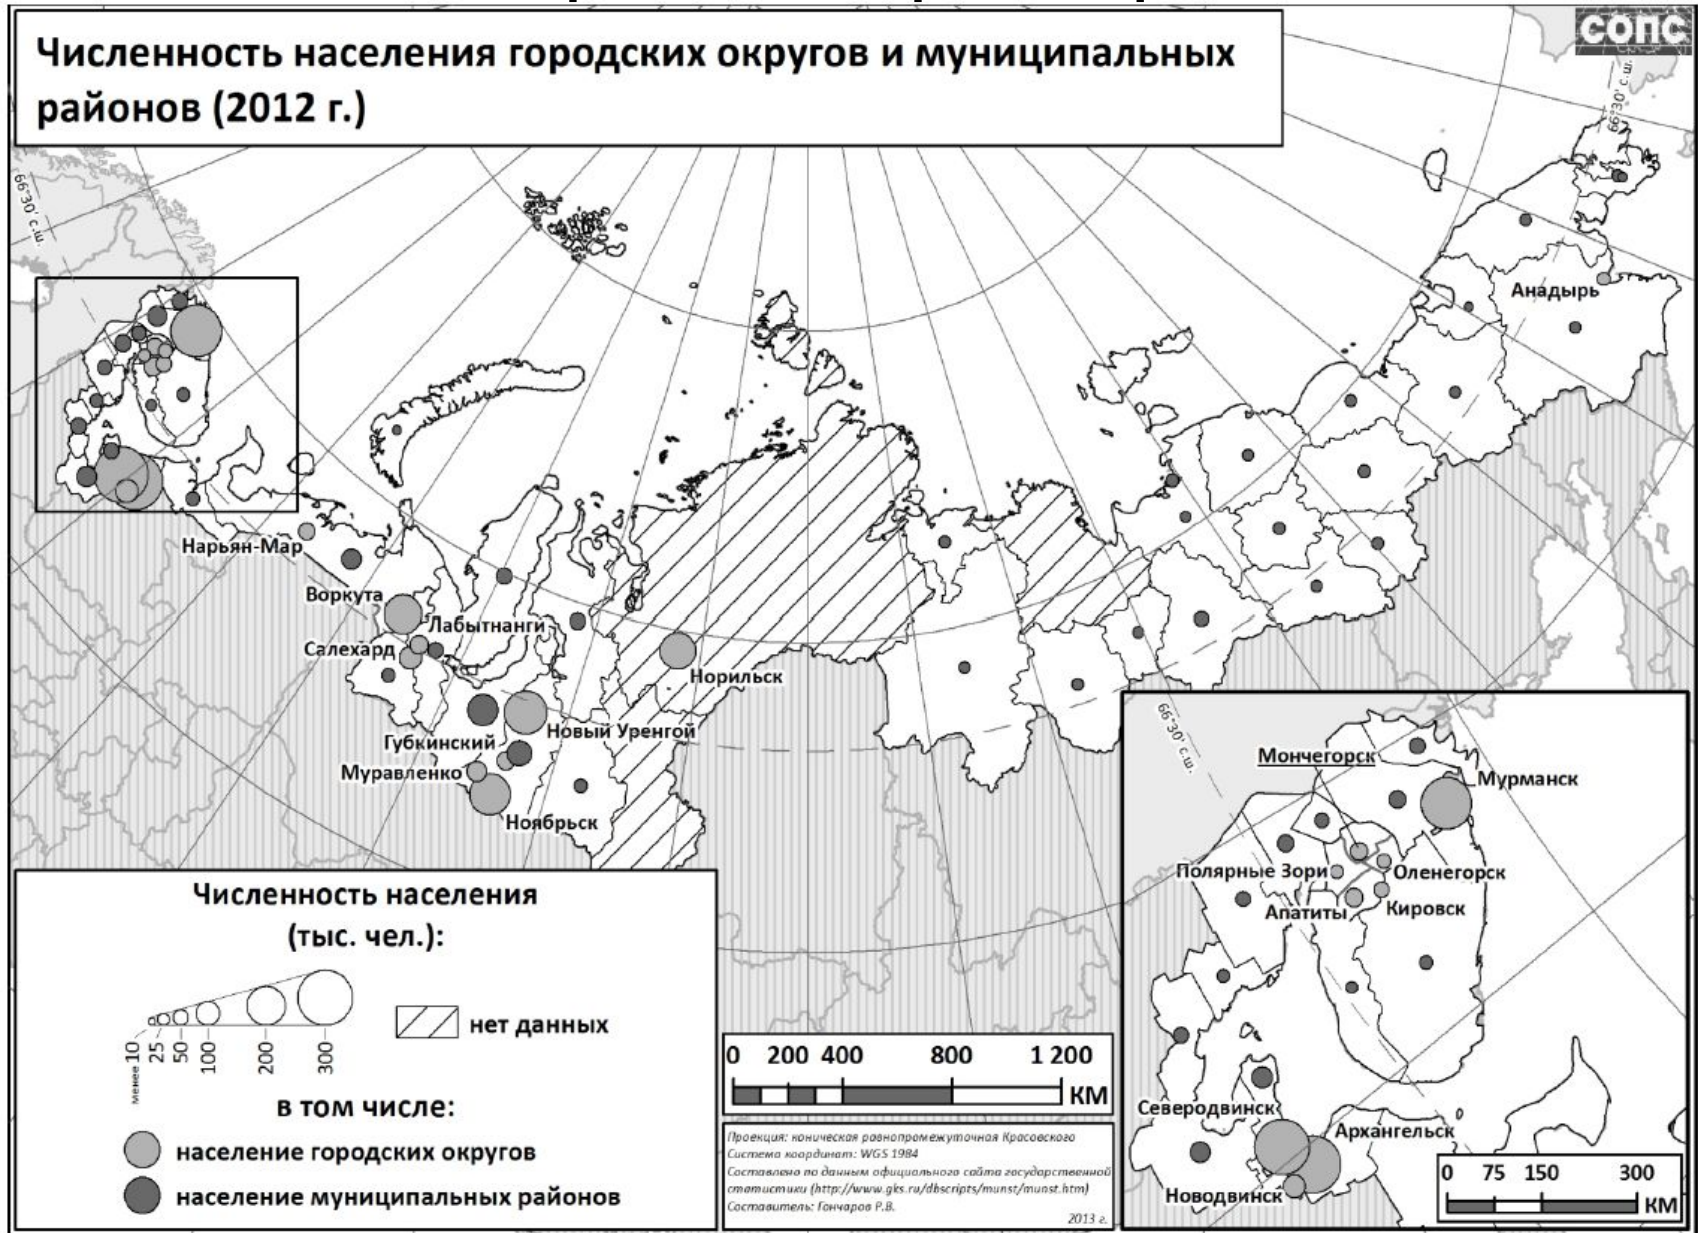 Численность населения городских округов и муниципальных
районов (2012 г.)
СОПС
66°30' с.ш.
66°30' с.ш.
Анадырь
Нарьян-Мар
Воркута
Лабытнанги
Салехард
Норильск
Новый Уренгой
Губкинский
Муравленко
Ноябрьск
66°30' с.ш.
Мончегорск
Мурманск
Полярные Зори
Оленегорск
Апатиты
Кировск
Северодвинск
Архангельск
Новодвинск
0 75 150 300
КМ
Численность населения
(тыс. чел.):
менее 10
25
50
100
200
300
нет данных
в том числе:
население городских округов
население муниципальных районов
0 200 400 800 1 200
КМ
Проекция: коническая равнопромежуточная Красовского
Система координат: WGS 1984
Составлено по данным официального сайта государственной
статистики (http://www.gks.ru/dbscripts/munst/munst.htm)
Составитель: Гончаров Р.В.
2013 г.